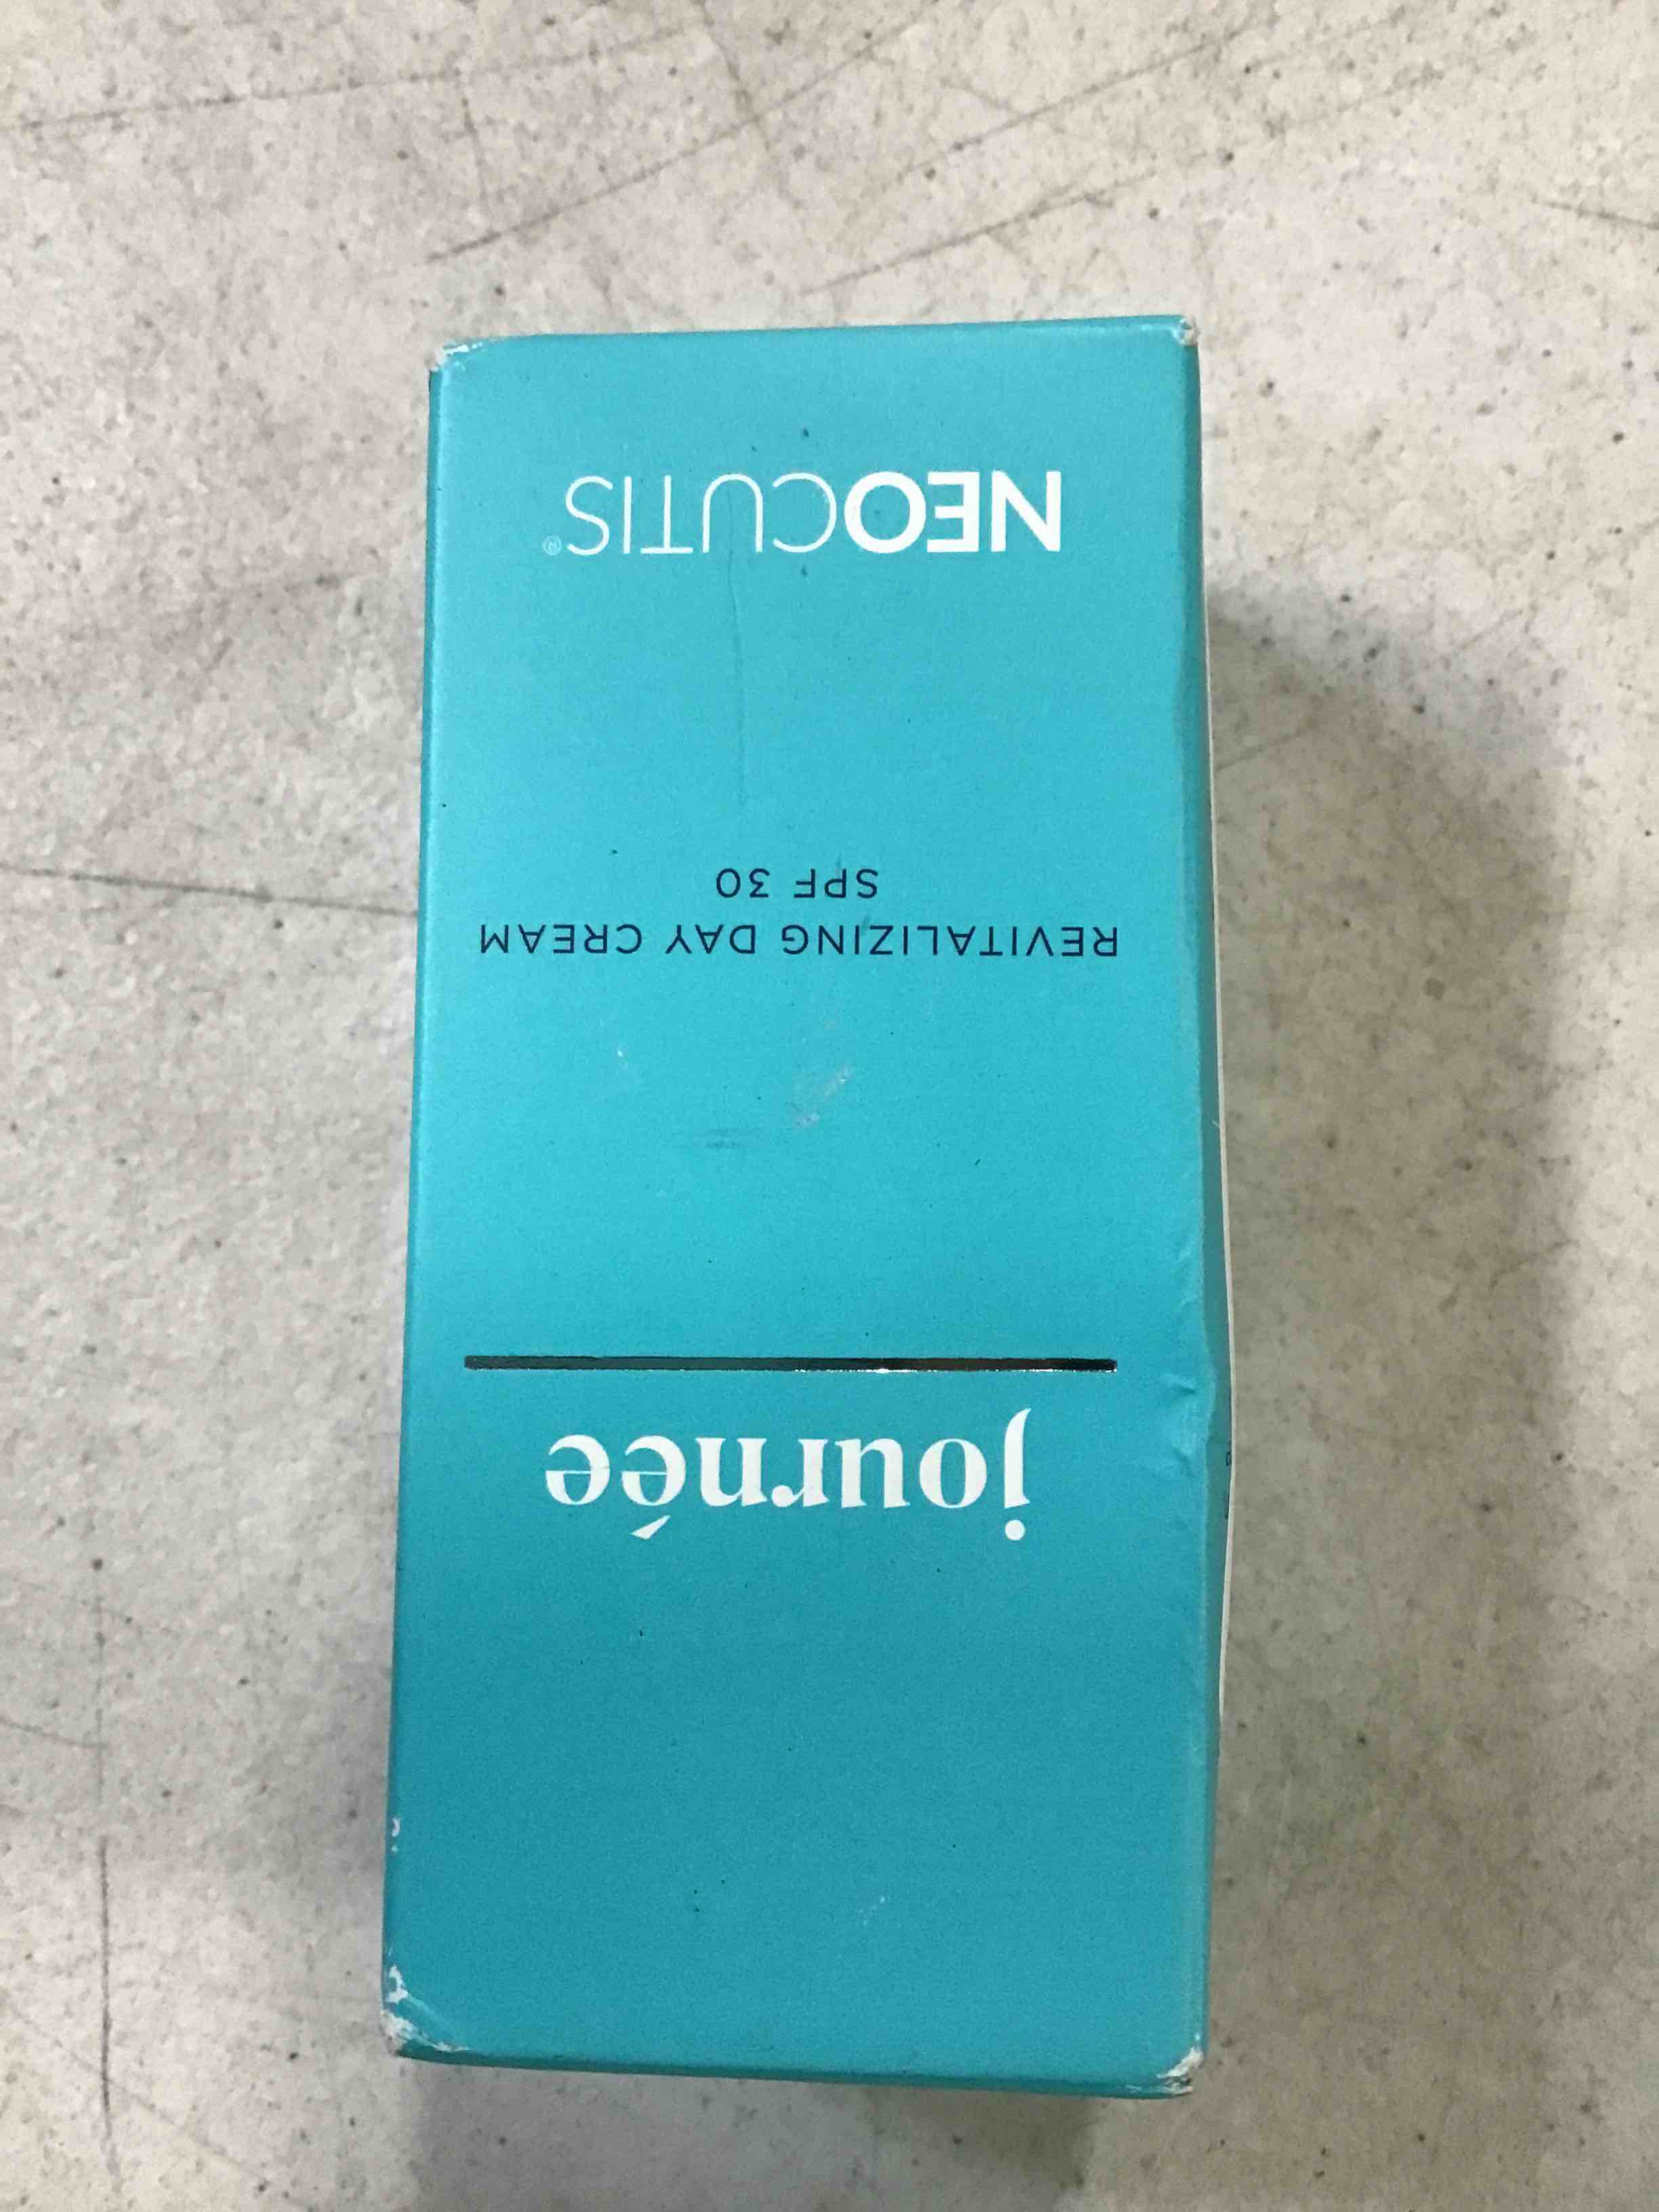 journée
REVITALIZING DAY CREAM
SPF 30
NEOCUTIS®